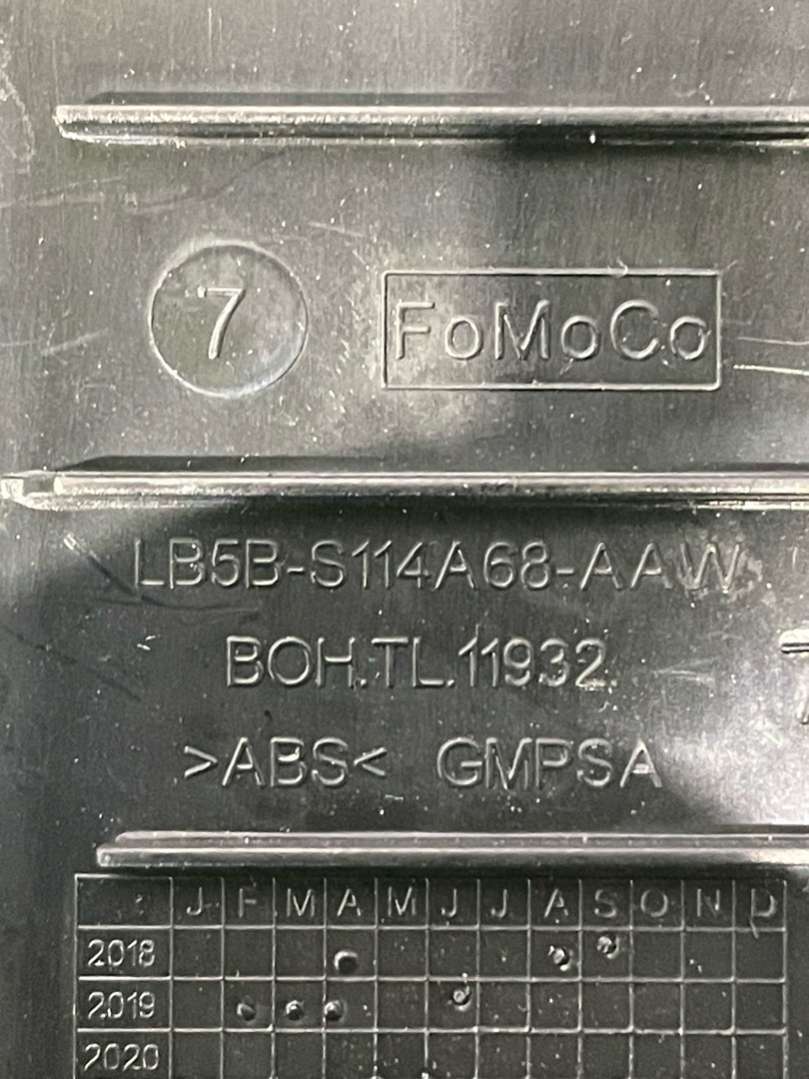 7 FoMoCo
LB5B-S114A68-AAW
BOH.TL.11932.
>ABS< GMPSA
J F M A M J J A S O N D
2018
2019
2020